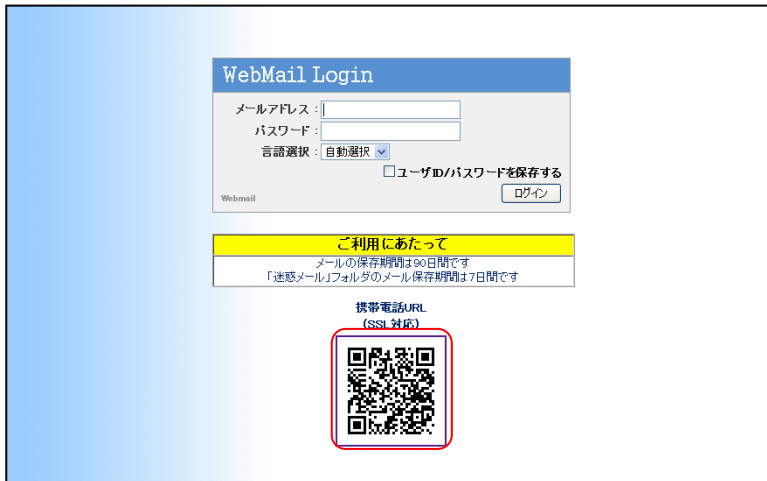 WebMail Login
メールアドレス :
パスワード :
言語選択 : 自動選択
ユーザID/パスワードを保存する
Webmail
ログイン
ご利用にあたって
メールの保存期間は90日間です
「迷惑メール」フォルダのメール保存期間は7日間です
携帯電話URL
(SSL対応)